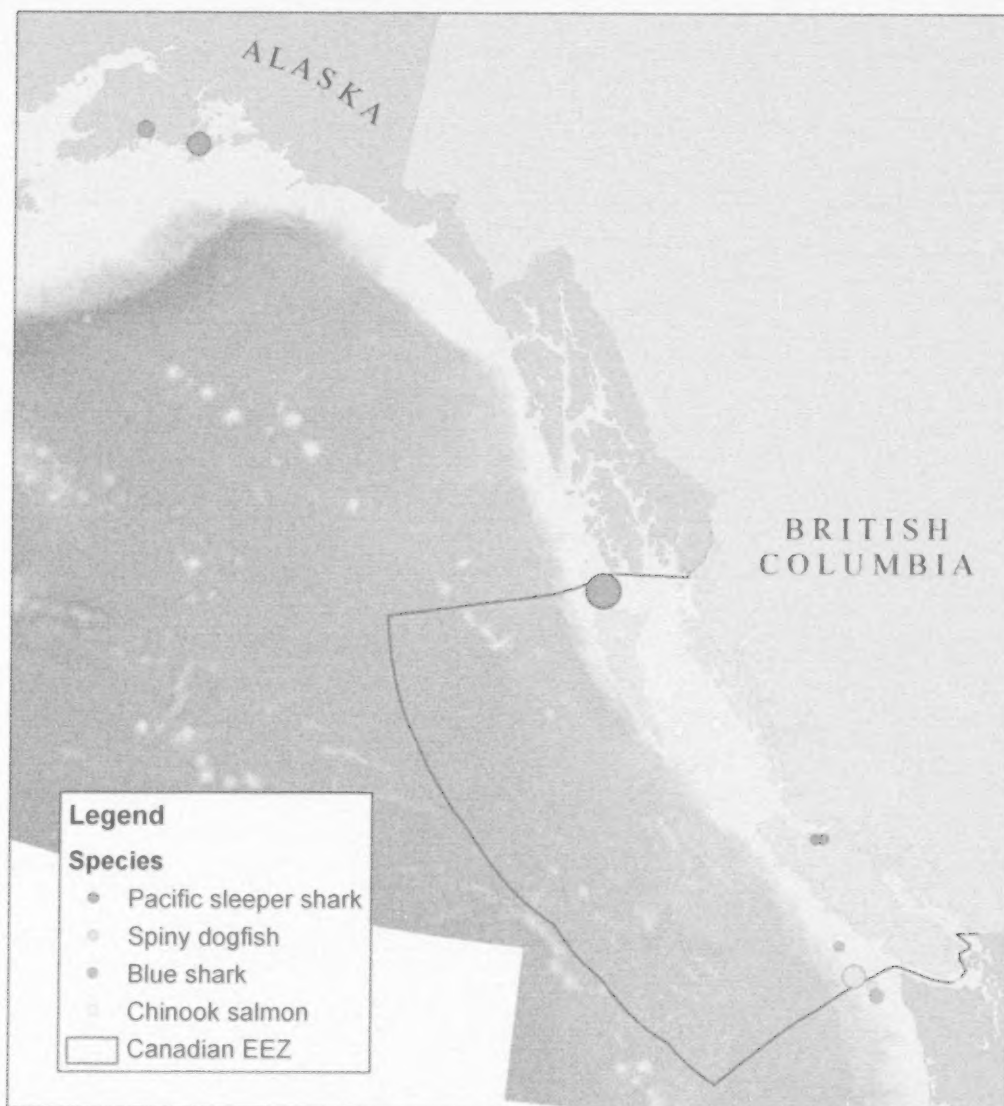 ALASKA
BRITISH
COLUMBIA
Legend
Species
Pacific sleeper shark
Spiny dogfish
Blue shark
Chinook salmon
Canadian EEZ